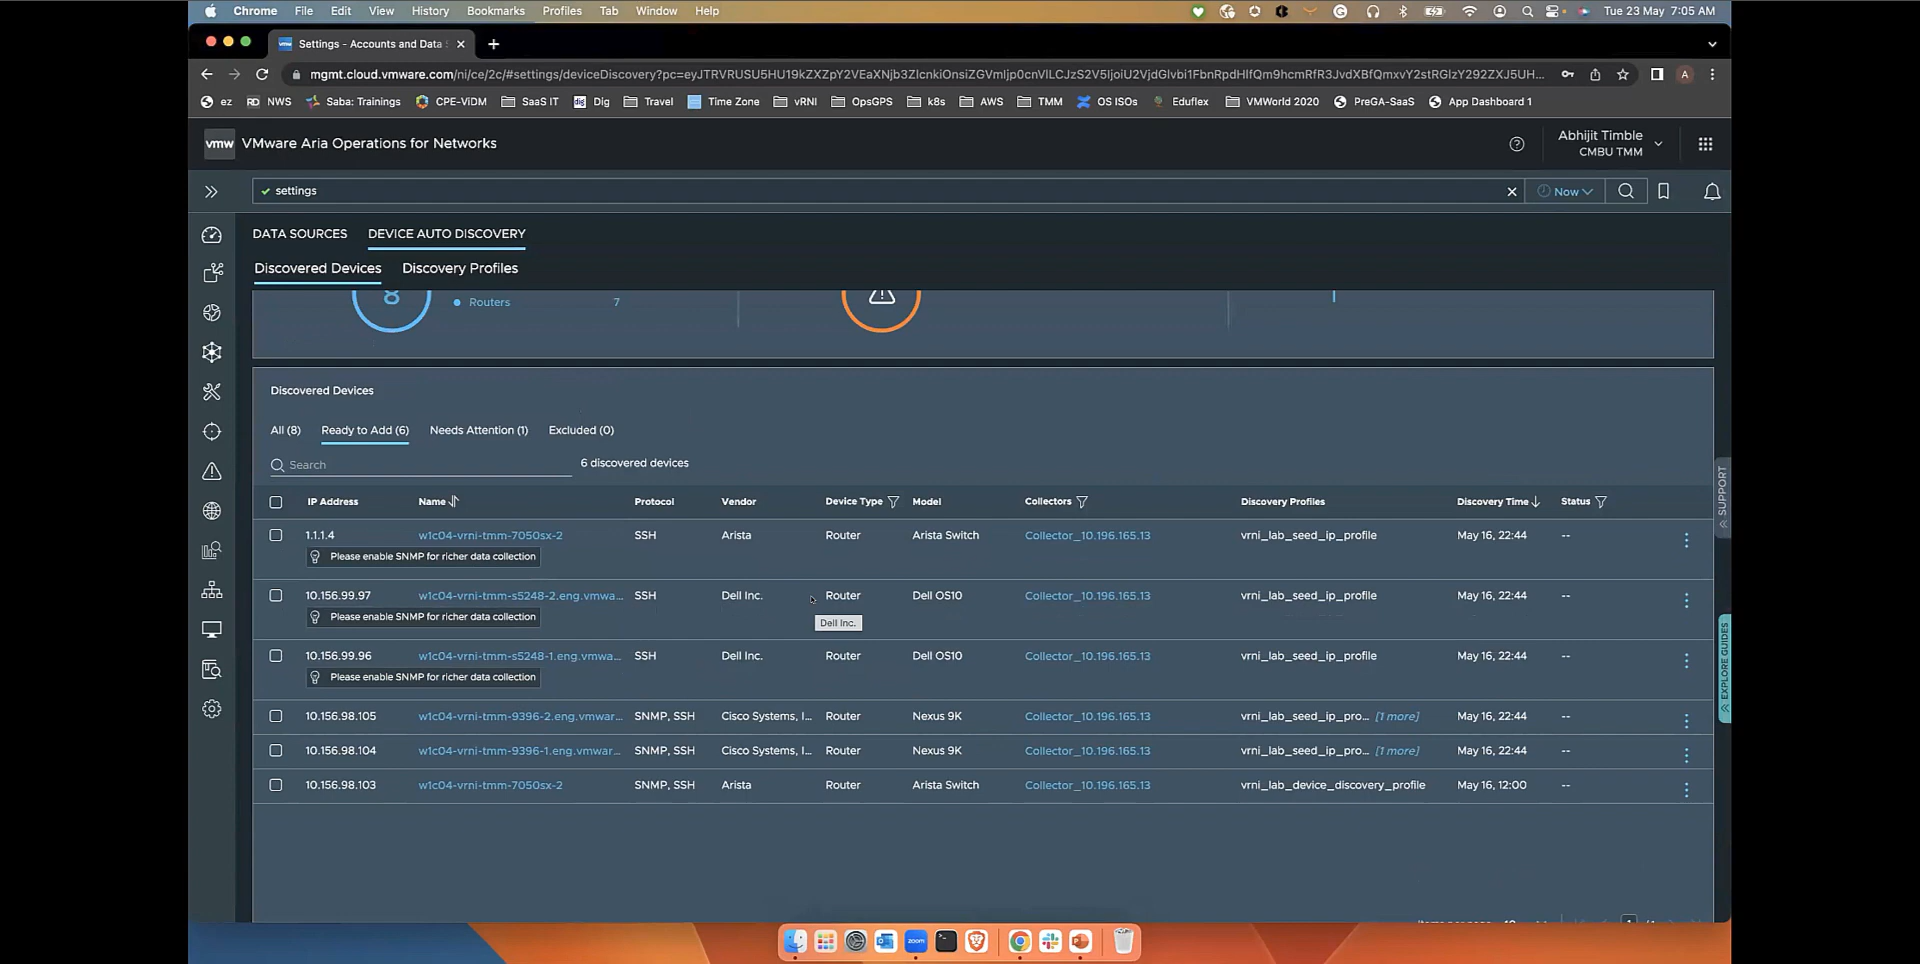 Chrome File Edit View History Bookmarks Profiles Tab Window Help Tue 23 May 7:05 AM
Settings - Accounts and Data
mgmt.cloud.vmware.com/ni/ce/2c/#settings/deviceDiscovery?pc=
ez NWS Saba: Trainings CPE-ViDM SaaS IT Dig Travel Time Zone vRNI OpsGPS k8s AWS TMM OS ISOs Eduflex VMWorld 2020 PreGA-SaaS App Dashboard 1
vmw VMware Aria Operations for Networks
Abhijit Timble
CMBU TMM
settings Now
DATA SOURCES DEVICE AUTO DISCOVERY
Discovered Devices Discovery Profiles
8 Routers 7
Discovered Devices
All (8) Ready to Add (6) Needs Attention (1) Excluded (0)
Search 6 discovered devices
IP Address Name Protocol Vendor Device Type Model Collectors Discovery Profiles Discovery Time Status
1.1.1.4 w1c04-vrni-tmm-7050sx-2 SSH Arista Router Arista Switch Collector_10.196.165.13 vrni_lab_seed_ip_profile May 16, 22:44 --
Please enable SNMP for richer data collection
10.156.99.97 w1c04-vrni-tmm-s5248-2.eng.vmwa... SSH Dell Inc. Router Dell OS10 Collector_10.196.165.13 vrni_lab_seed_ip_profile May 16, 22:44 --
Please enable SNMP for richer data collection
Dell Inc.
10.156.99.96 w1c04-vrni-tmm-s5248-1.eng.vmwa... SSH Dell Inc. Router Dell OS10 Collector_10.196.165.13 vrni_lab_seed_ip_profile May 16, 22:44 --
Please enable SNMP for richer data collection
10.156.98.105 w1c04-vrni-tmm-9396-2.eng.vmwar... SNMP, SSH Cisco Systems, I... Router Nexus 9K Collector_10.196.165.13 vrni_lab_seed_ip_pro... [1 more] May 16, 22:44 --
10.156.98.104 w1c04-vrni-tmm-9396-1.eng.vmwar... SNMP, SSH Cisco Systems, I... Router Nexus 9K Collector_10.196.165.13 vrni_lab_seed_ip_pro... [1 more] May 16, 22:44 --
10.156.98.103 w1c04-vrni-tmm-7050sx-2 SNMP, SSH Arista Router Arista Switch Collector_10.196.165.13 vrni_lab_device_discovery_profile May 16, 12:00 --
SUPPORT
EXPLORE GUIDES
zoom